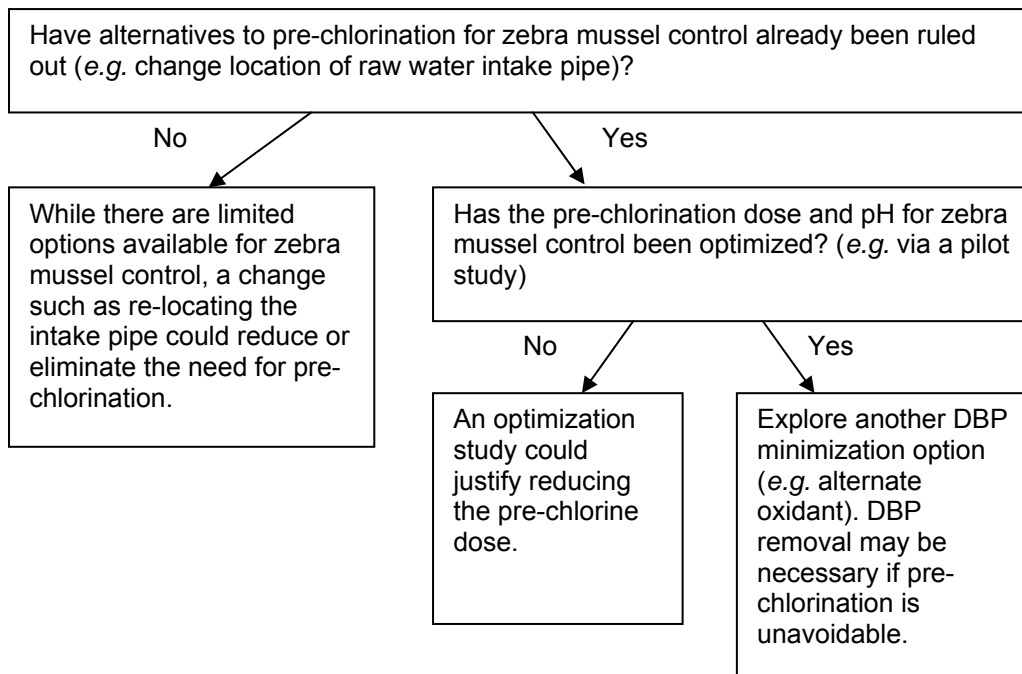 Have alternatives to pre-chlorination for zebra mussel control already been ruled
out (e.g. change location of raw water intake pipe)?
No
Yes
While there are limited
options available for zebra
mussel control, a change
such as re-locating the
intake pipe could reduce or
eliminate the need for pre-
chlorination.
Has the pre-chlorination dose and pH for zebra
mussel control been optimized? (e.g. via a pilot
study)
No
Yes
An optimization
study could
justify reducing
the pre-chlorine
dose.
Explore another DBP
minimization option
(e.g. alternate
oxidant). DBP
removal may be
necessary if pre-
chlorination is
unavoidable.